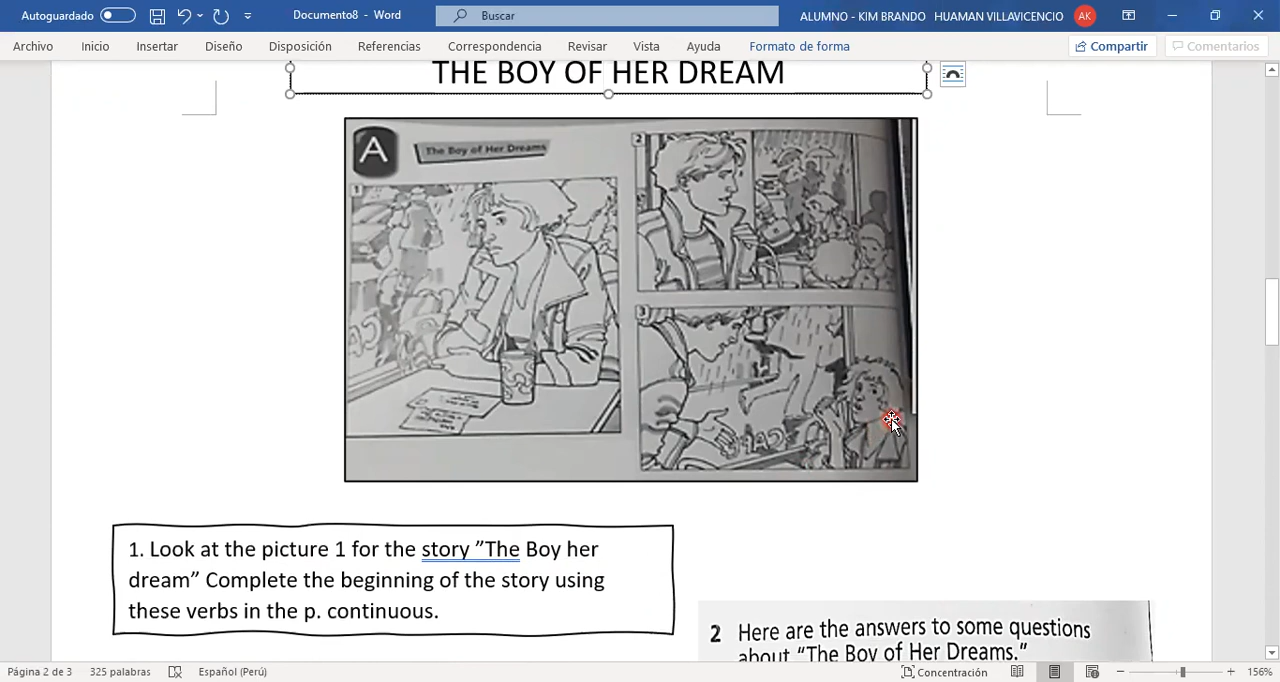 Autoguardado
Documento8 - Word
Buscar
ALUMNO - KIM BRANDO HUAMAN VILLAVICENCIO
AK
Archivo Inicio Insertar Diseño Disposición Referencias Correspondencia Revisar Vista Ayuda Formato de forma
Compartir
Comentarios
THE BOY OF HER DREAM
A
The Boy of Her Dreams
1
2
3
CAFE
1. Look at the picture 1 for the
story ”The Boy her
dream” Complete the beginning of the story using
these verbs in the p. continuous.
2 Here are the answers to some questions
about “The Boy of Her Dreams.”
Página 2 de 3
325 palabras
Español (Perú)
Concentración
156%